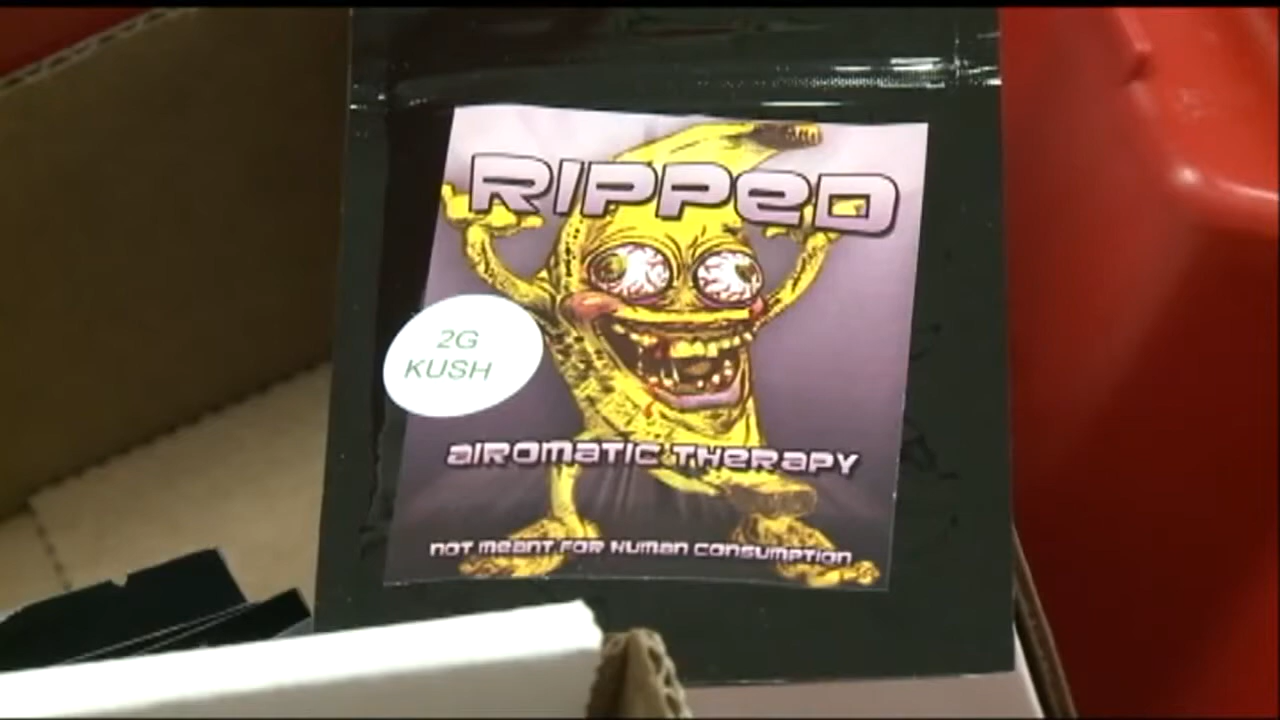 RIPPED
2G
KUSH
AIROMATIC THERAPY
NOT MEANT FOR HUMAN CONSUMPTION